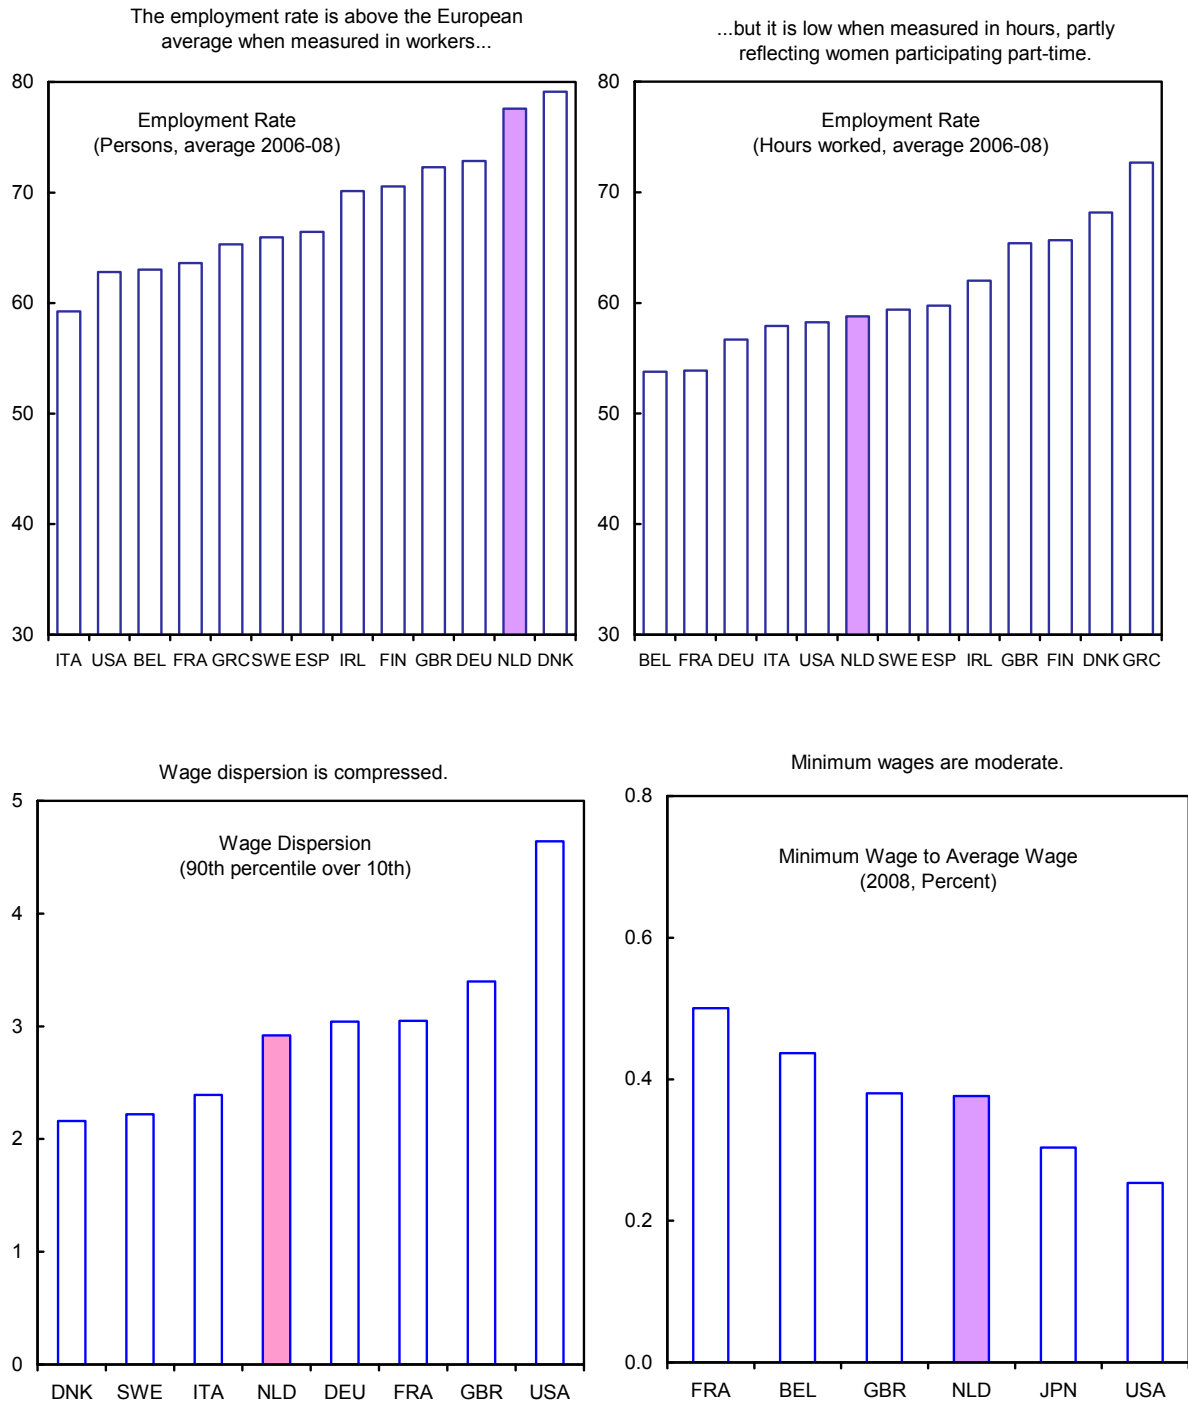 The employment rate is above the European
average when measured in workers...
80
70
60
50
40
30
Employment Rate
(Persons, average 2006-08)
ITA USA BEL FRA GRC SWE ESP IRL FIN GBR DEU NLD DNK
...but it is low when measured in hours, partly
reflecting women participating part-time.
80
70
60
50
40
30
Employment Rate
(Hours worked, average 2006-08)
BEL FRA DEU ITA USA NLD SWE ESP IRL GBR FIN DNK GRC
Wage dispersion is compressed.
5
4
3
2
1
0
Wage Dispersion
(90th percentile over 10th)
DNK SWE ITA NLD DEU FRA GBR USA
Minimum wages are moderate.
0.8
0.6
0.4
0.2
0.0
Minimum Wage to Average Wage
(2008, Percent)
FRA BEL GBR NLD JPN USA